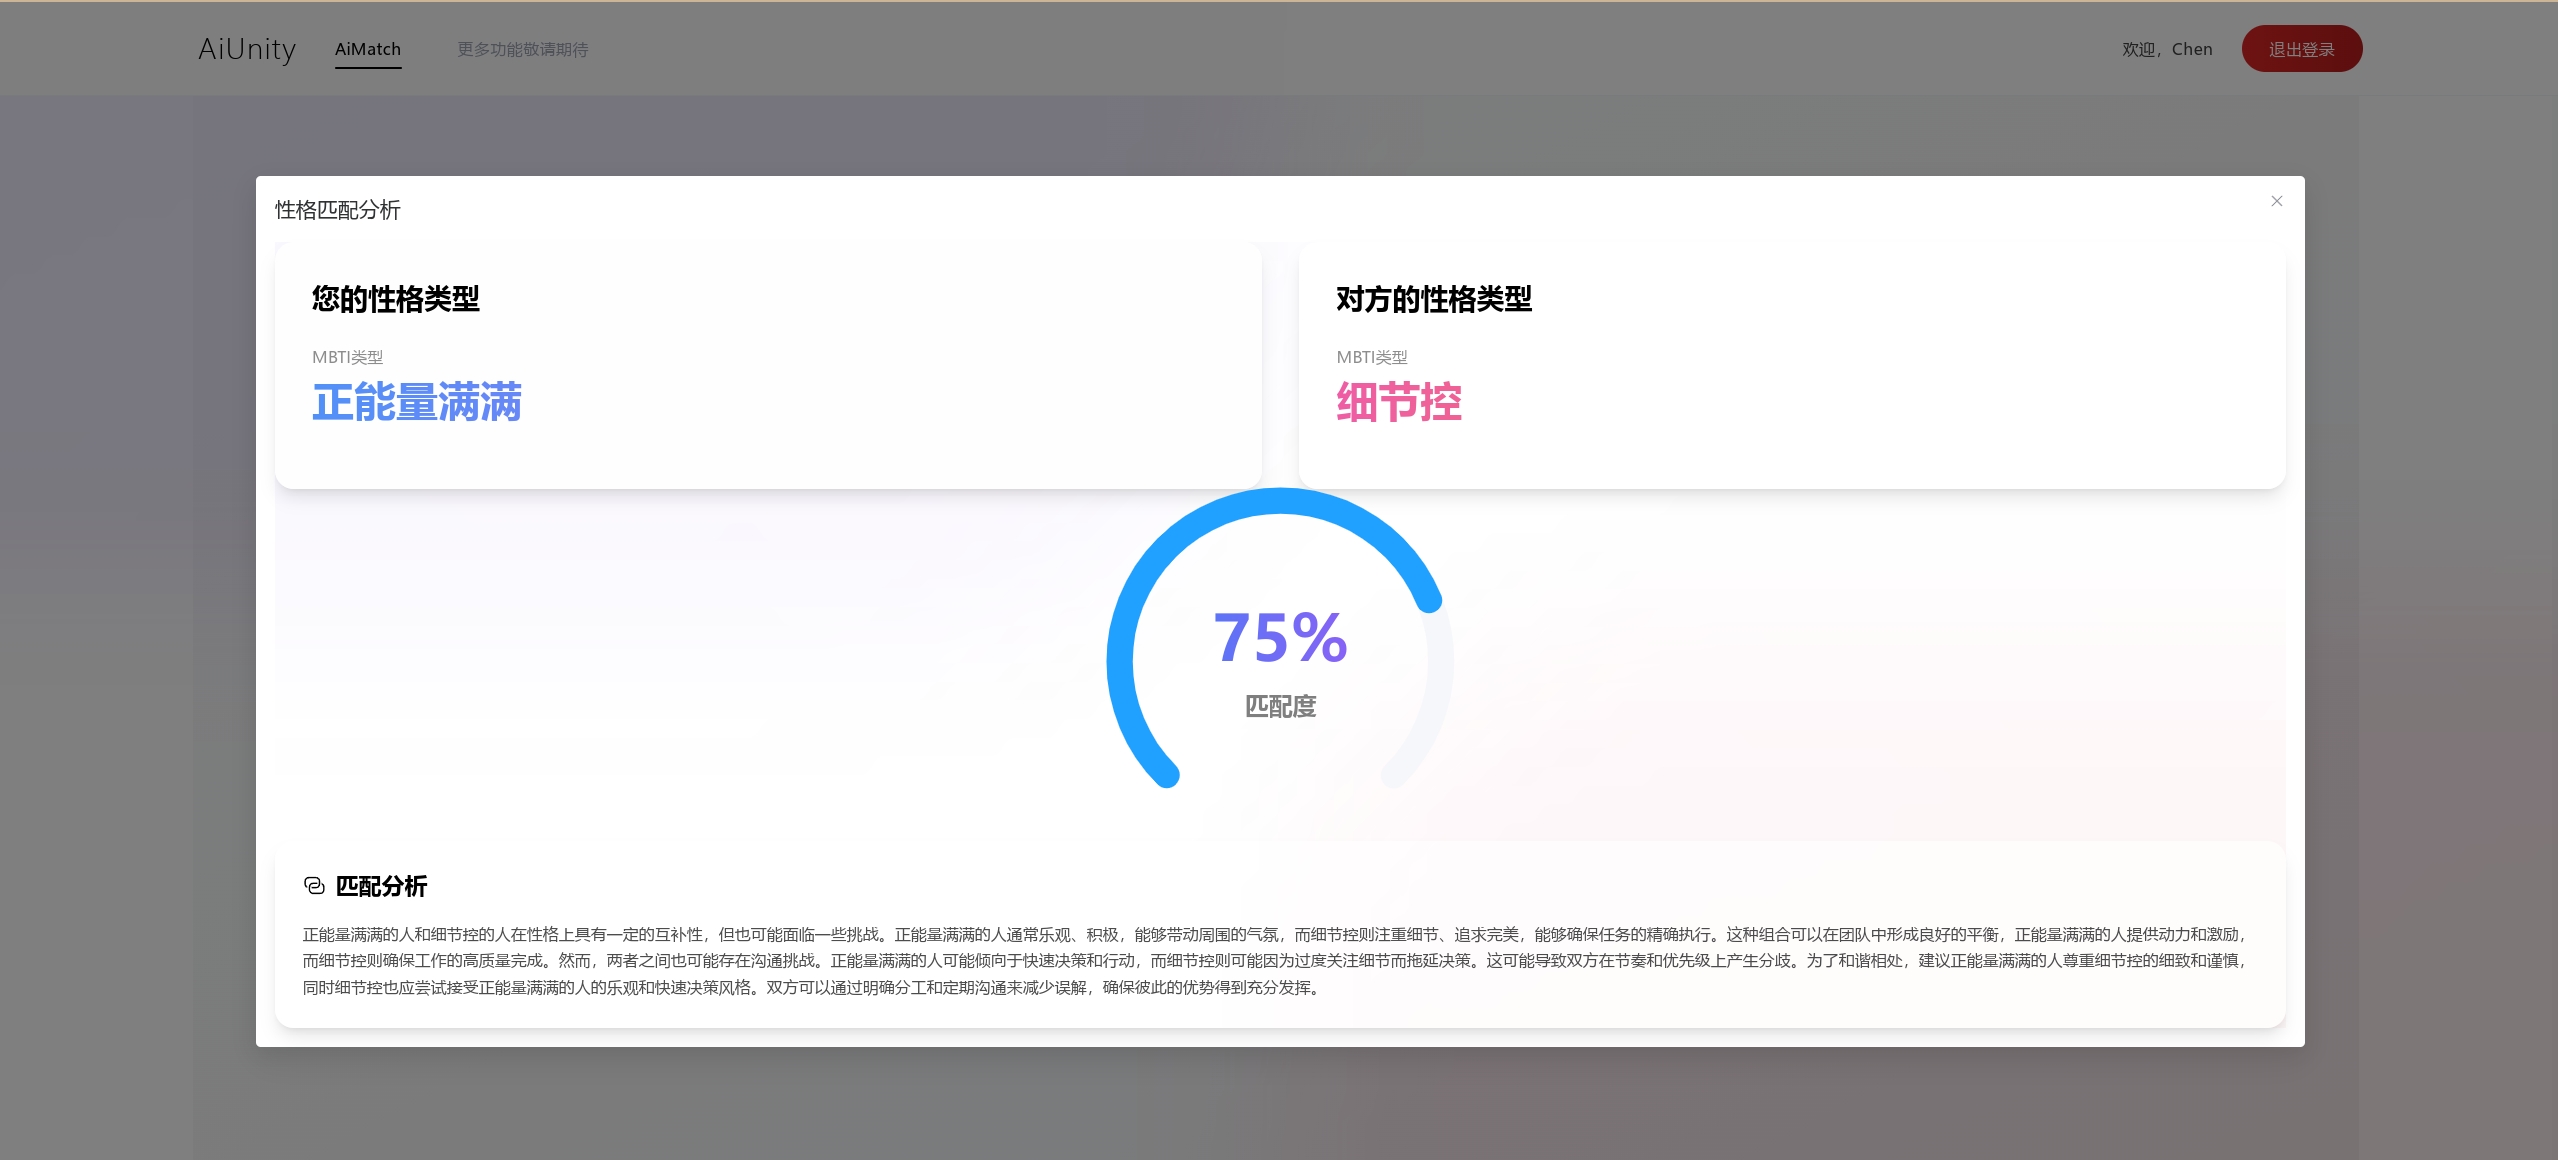 AiUnity
AiMatch
更多功能敬请期待
欢迎，Chen
退出登录
性格匹配分析
您的性格类型
MBTI类型
正能量满满
对方的性格类型
MBTI类型
细节控
75%
匹配度
匹配分析
正能量满满的人和细节控的人在性格上具有一定的互补性，但也可能面临一些挑战。正能量满满的人通常乐观、积极，能够带动周围的气氛，而细节控则注重细节、追求完美，能够确保任务的精确执行。这种组合可以在团队中形成良好的平衡，正能量满满的人提供动力和激励，
而细节控则确保工作的高质量完成。然而，两者之间也可能存在沟通挑战。正能量满满的人可能倾向于快速决策和行动，而细节控则可能因为过度关注细节而拖延决策。这可能导致双方在节奏和优先级上产生分歧。为了和谐相处，建议正能量满满的人尊重细节控的细致和谨慎，
同时细节控也应尝试接受正能量满满的人的乐观和快速决策风格。双方可以通过明确分工和定期沟通来减少误解，确保彼此的优势得到充分发挥。